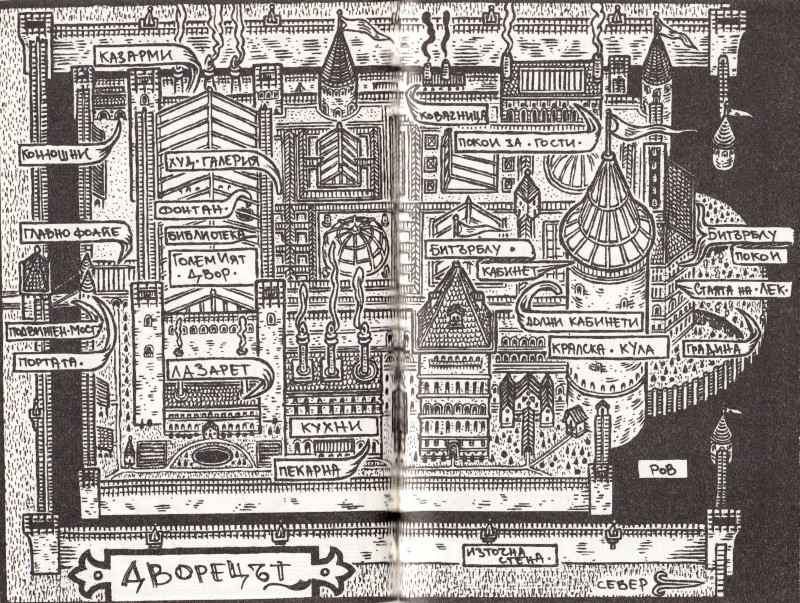 КАЗАРМИ
КОВАЧНИЦА
ПОКОИ ЗА ГОСТИ.
КОНЮШНИ
ХУД. ГАЛЕРИЯ
ФОНТАН.
ГЛАВНО ФОАЙЕ
БИБЛИОТЕКА
ГОЛЕМИЯТ
. ДВОР.
БИТЪРБЛУ .
КАБИНЕТ
БИТЪРБЛУ
ПОКОИ
СТАЯТА НА ЛЕК.
ПОДВИЖЕН МОСТ
ПОРТАТА.
ДОЛНИ КАБИНЕТИ
КРАЛСКА . КУЛА
ГРАДИНА
ЛАЗАРЕТ
КУХНИ
ПЕКАРНА
РОВ
ИЗТОЧНА
СТЕНА.
ДВОРЕЦЪТ
СЕВЕР